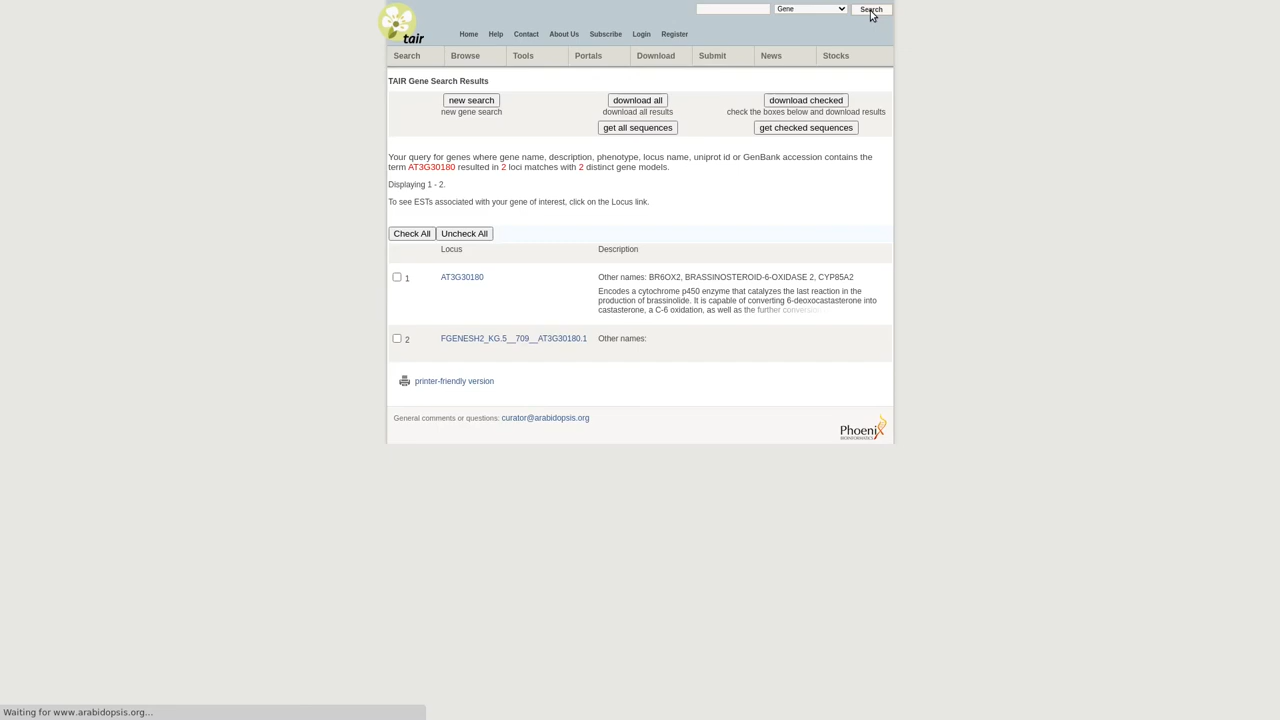 Gene
Search
tair
Home Help Contact About Us Subscribe Login Register
Search Browse Tools Portals Download Submit News Stocks
TAIR Gene Search Results
new search download all download checked
new gene search download all results check the boxes below and download results
get all sequences get checked sequences
Your query for genes where gene name, description, phenotype, locus name, uniprot id or GenBank accession contains the
term AT3G30180 resulted in 2 loci matches with 2 distinct gene models.
Displaying 1 - 2.
To see ESTs associated with your gene of interest, click on the Locus link.
Check All Uncheck All
Locus Description
1 AT3G30180 Other names: BR6OX2, BRASSINOSTEROID-6-OXIDASE 2, CYP85A2
Encodes a cytochrome p450 enzyme that catalyzes the last reaction in the
production of brassinolide. It is capable of converting 6-deoxocastasterone into
castasterone, a C-6 oxidation, as well as the further conversion
2 FGENESH2_KG.5__709__AT3G30180.1 Other names:
printer-friendly version
General comments or questions: curator@arabidopsis.org
Phoenix
BIOINFORMATICS
Waiting for www.arabidopsis.org...